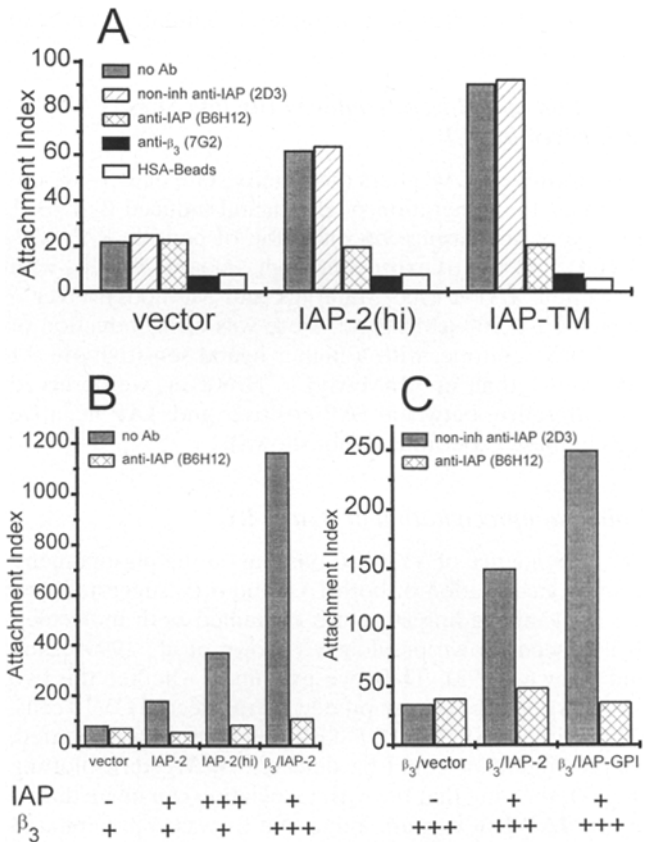 A
Attachment Index
100
80
60
40
20
0
no Ab
non-inh anti-IAP (2D3)
anti-IAP (B6H12)
anti-β3 (7G2)
HSA-Beads
vector IAP-2(hi) IAP-TM
B
Attachment Index
1200
1000
800
600
400
200
0
no Ab
anti-IAP (B6H12)
vector IAP-2 IAP-2(hi) β3/IAP-2
IAP - + +++ +
β3 + + + +++
C
Attachment Index
250
200
150
100
50
0
non-inh anti-IAP (2D3)
anti-IAP (B6H12)
β3/vector β3/IAP-2 β3/IAP-GPI
- + +
+++ +++ +++